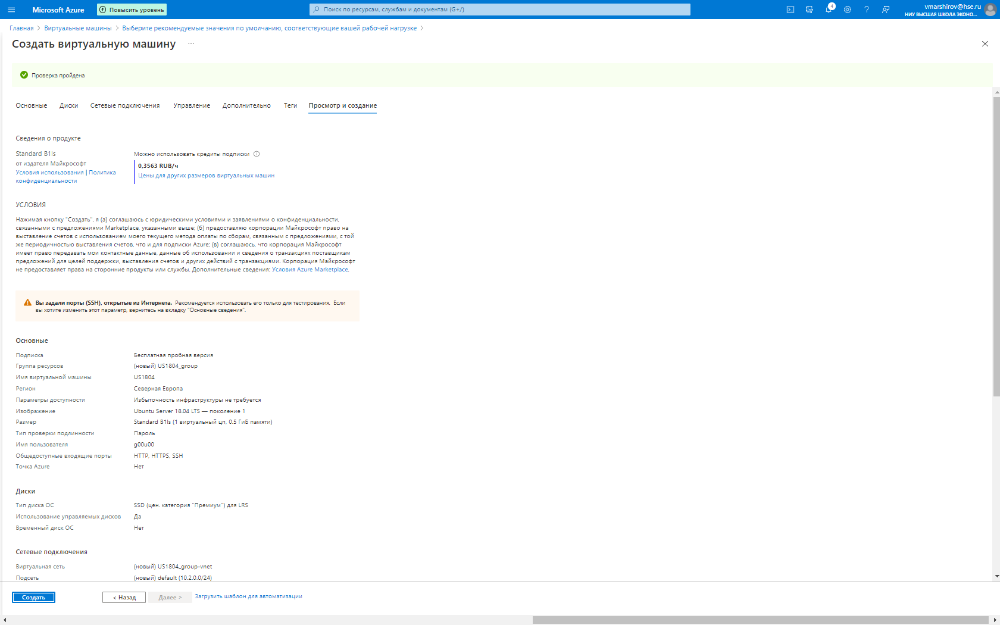 Microsoft Azure
Повысить уровень
Поиск по ресурсам, службам и документам (G+/)
4
vmarshirov@hse.ru
НИУ ВЫСШАЯ ШКОЛА ЭКОНО...
Главная > Виртуальные машины > Выберите рекомендуемые значения по умолчанию, соответствующие вашей рабочей нагрузке >
Создать виртуальную машину ...
Проверка пройдена
Основные Диски Сетевые подключения Управление Дополнительно Теги Просмотр и создание
Сведения о продукте
Standard B1ls
от издателя Майкрософт
Условия использования | Политика
конфиденциальности
Можно использовать кредиты подписки
0,3563 RUB/ч
Цены для других размеров виртуальных машин
УСЛОВИЯ
Нажимая кнопку "Создать", я (а) соглашаюсь с юридическими условиями и заявлениями о конфиденциальности,
связанными с предложениями Marketplace, указанными выше; (б) предоставляю корпорации Майкрософт право на
выставление счетов с использованием моего текущего метода оплаты по сборам, связанным с предложениями, с той
же периодичностью выставления счетов, что и для подписки Azure; (в) соглашаюсь, что корпорация Майкрософт
имеет право передавать мои контактные данные, данные об использовании и сведения о транзакциях поставщикам
предложений для целей поддержки, выставления счетов и других действий с транзакциями. Корпорация Майкрософт
не предоставляет права на сторонние продукты или службы. Дополнительные сведения: Условия Azure Marketplace.
Вы задали порты (SSH), открытые из Интернета. Рекомендуется использовать его только для тестирования. Если
вы хотите изменить этот параметр, вернитесь на вкладку "Основные сведения".
Основные
Подписка Бесплатная пробная версия
Группа ресурсов (новый) US1804_group
Имя виртуальной машины US1804
Регион Северная Европа
Параметры доступности Избыточность инфраструктуры не требуется
Изображение Ubuntu Server 18.04 LTS — поколение 1
Размер Standard B1ls (1 виртуальный цп, 0.5 ГиБ памяти)
Тип проверки подлинности Пароль
Имя пользователя g00u00
Общедоступные входящие порты HTTP, HTTPS, SSH
Точка Azure Нет
Диски
Тип диска ОС SSD (цен. категория "Премиум") для LRS
Использование управляемых дисков Да
Временный диск ОС Нет
Сетевые подключения
Виртуальная сеть (новый) US1804_group-vnet
Подсеть (новый) default (10.2.0.0/24)
Создать < Назад Далее > Загрузить шаблон для автоматизации